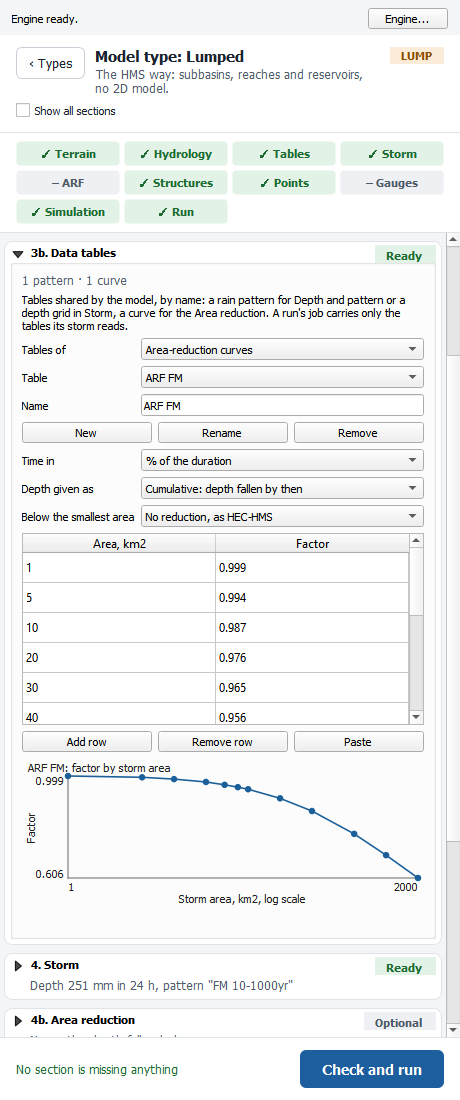 Engine ready.
Engine...
‹ Types
Model type: Lumped
LUMP
The HMS way: subbasins, reaches and reservoirs,
no 2D model.
Show all sections
✓ Terrain
✓ Hydrology
✓ Tables
✓ Storm
– ARF
✓ Structures
✓ Points
– Gauges
✓ Simulation
✓ Run
3b. Data tables
Ready
1 pattern · 1 curve
Tables shared by the model, by name: a rain pattern for Depth and pattern or a
depth grid in Storm, a curve for the Area reduction. A run's job carries only the
tables its storm reads.
Tables of
Area-reduction curves
Table
ARF FM
Name
ARF FM
New
Rename
Remove
Time in
% of the duration
Depth given as
Cumulative: depth fallen by then
Below the smallest area
No reduction, as HEC-HMS
Area, km2
Factor
1
0.999
5
0.994
10
0.987
20
0.976
30
0.965
40
0.956
Add row
Remove row
Paste
ARF FM: factor by storm area
0.999
Factor
0.606
1
2000
Storm area, km2, log scale
4. Storm
Ready
Depth 251 mm in 24 h, pattern "FM 10-1000yr"
4b. Area reduction
Optional
No section is missing anything
Check and run